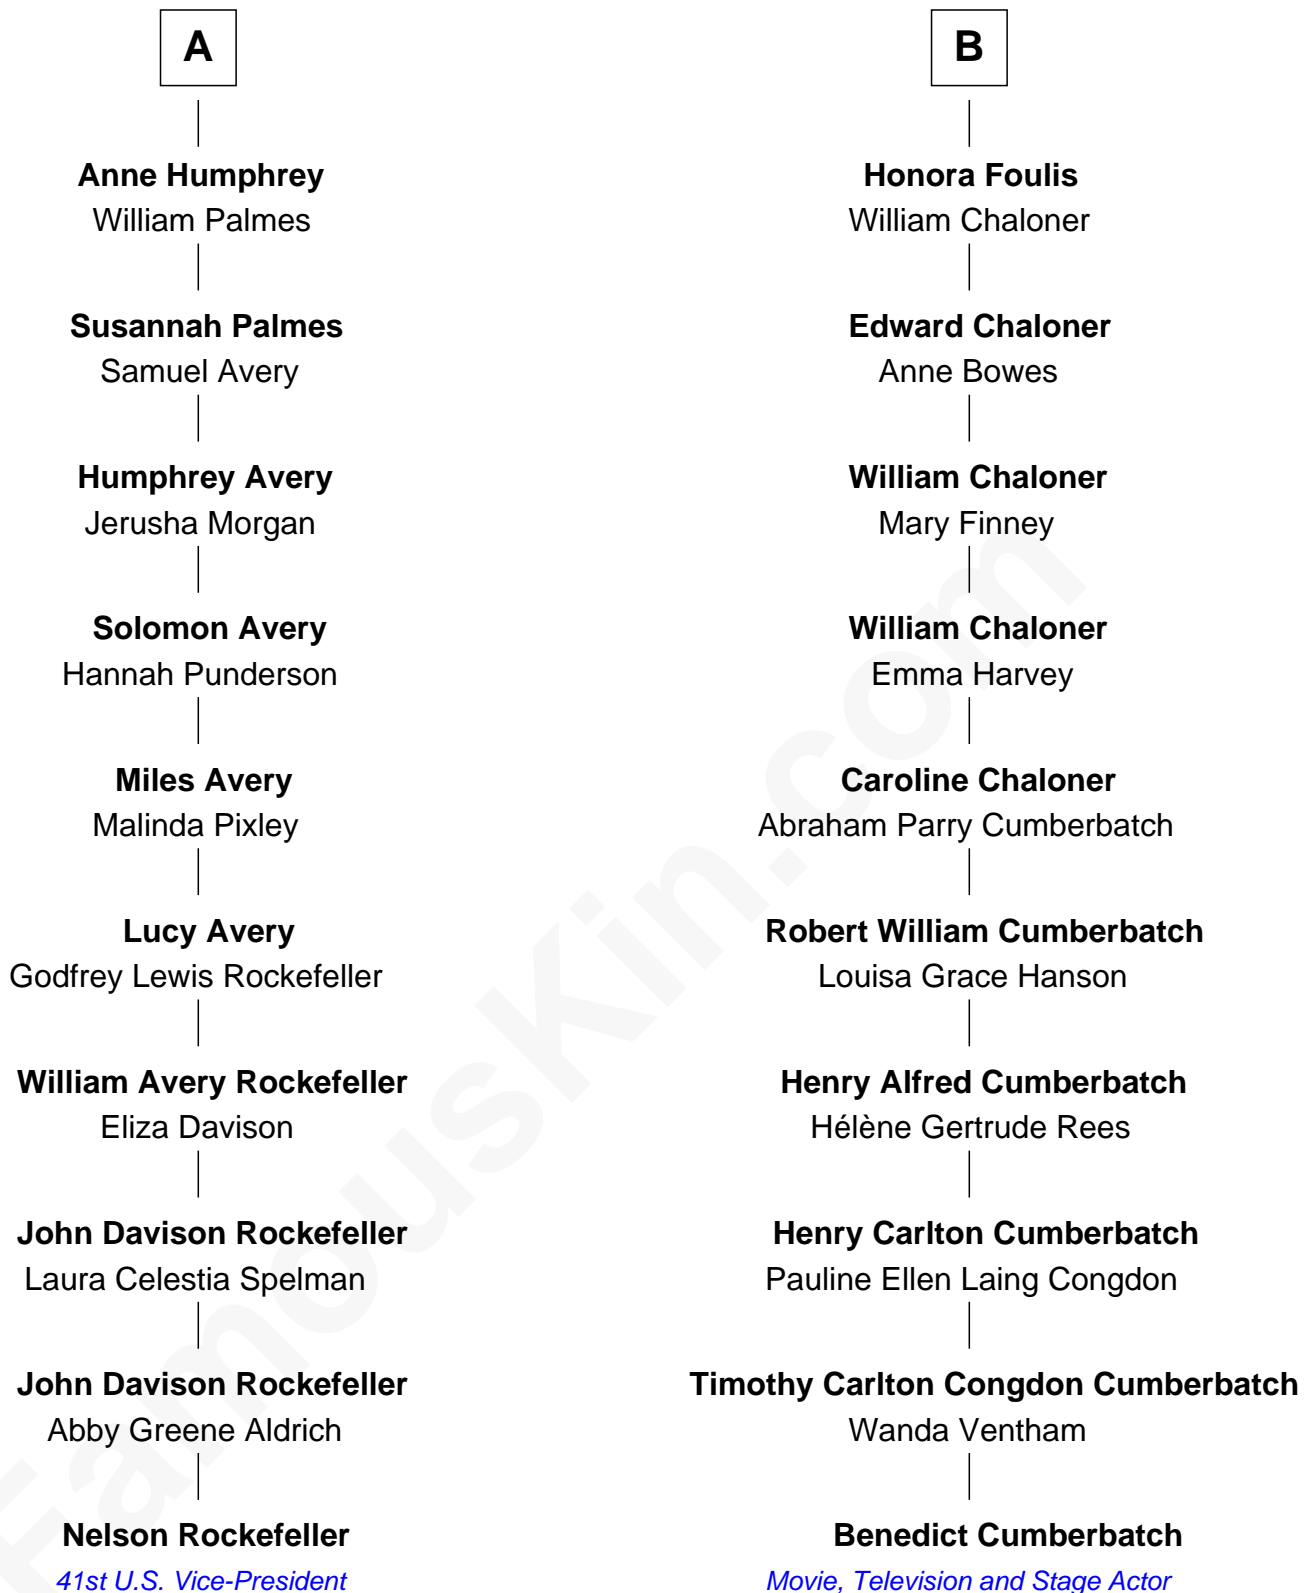 A
Anne Humphrey
William Palmes
Susannah Palmes
Samuel Avery
Humphrey Avery
Jerusha Morgan
Solomon Avery
Hannah Punderson
Miles Avery
Malinda Pixley
Lucy Avery
Godfrey Lewis Rockefeller
William Avery Rockefeller
Eliza Davison
John Davison Rockefeller
Laura Celestia Spelman
John Davison Rockefeller
Abby Greene Aldrich
Nelson Rockefeller
41st U.S. Vice-President
B
Honora Foulis
William Chaloner
Edward Chaloner
Anne Bowes
William Chaloner
Mary Finney
William Chaloner
Emma Harvey
Caroline Chaloner
Abraham Parry Cumberbatch
Robert William Cumberbatch
Louisa Grace Hanson
Henry Alfred Cumberbatch
Hélène Gertrude Rees
Henry Carlton Cumberbatch
Pauline Ellen Laing Congdon
Timothy Carlton Congdon Cumberbatch
Wanda Ventham
Benedict Cumberbatch
Movie, Television and Stage Actor
FamousKin.com